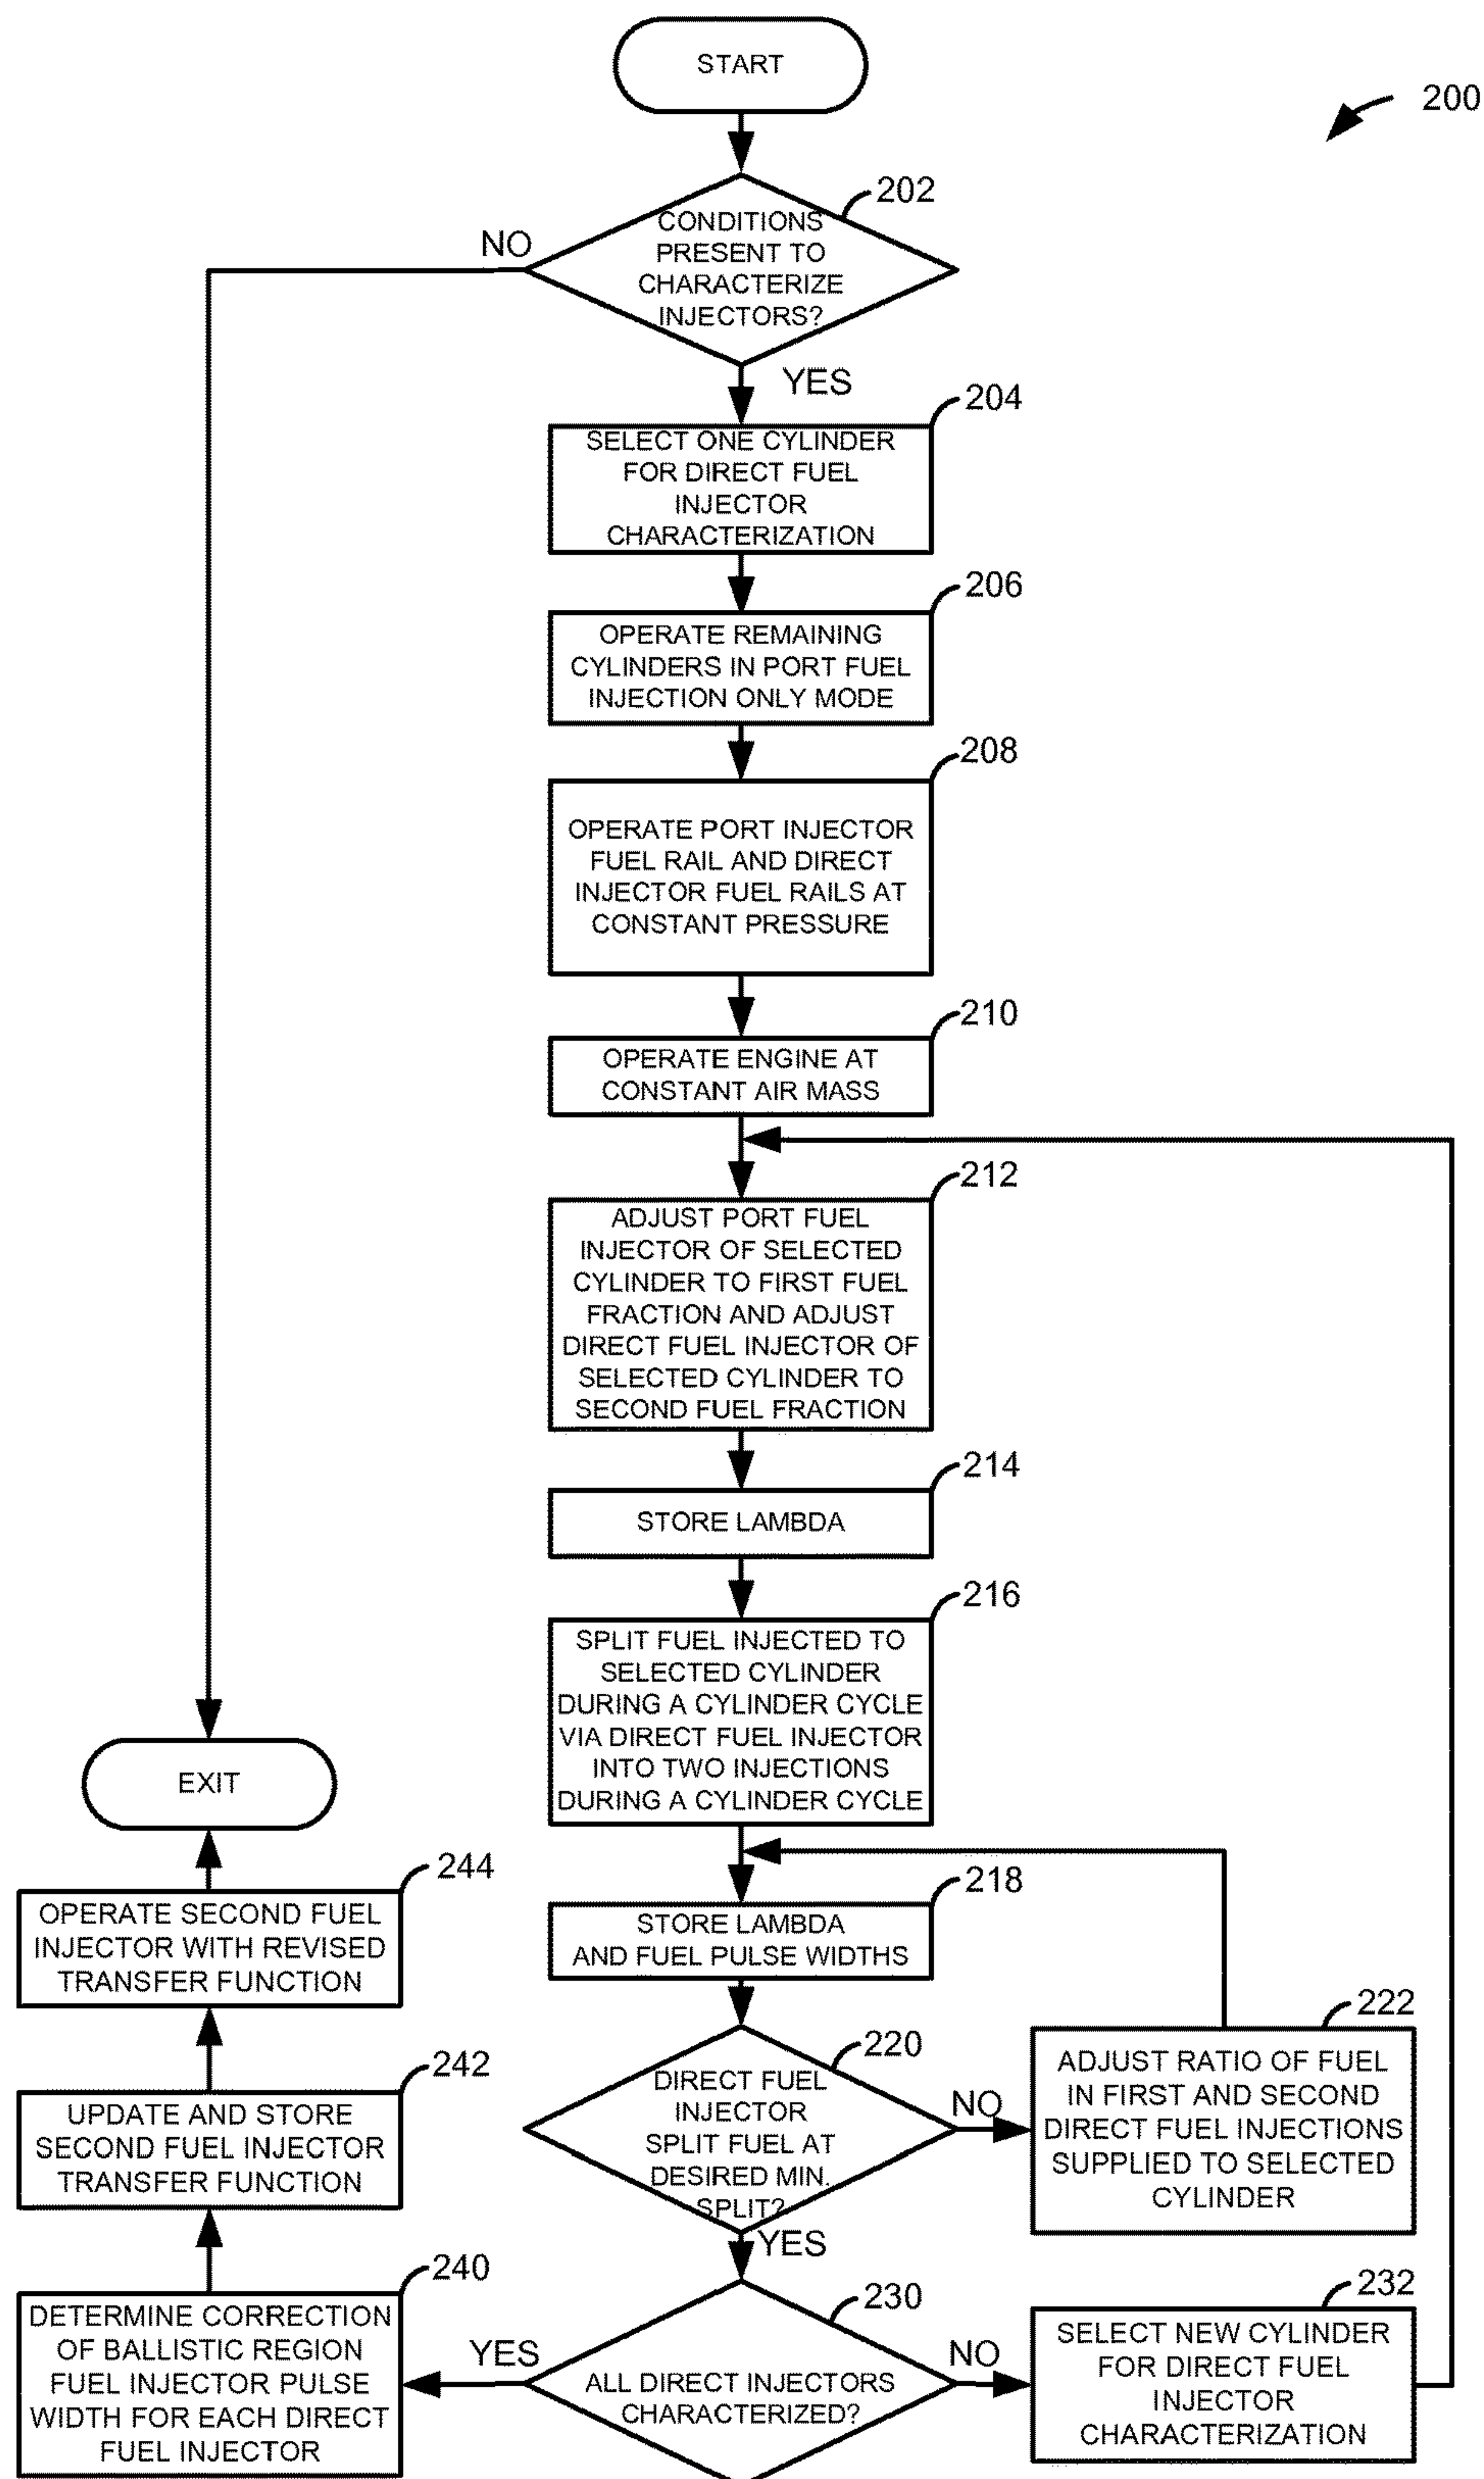 START
200
202
CONDITIONS
PRESENT TO
CHARACTERIZE
INJECTORS?
NO
YES
204
SELECT ONE CYLINDER
FOR DIRECT FUEL
INJECTOR
CHARACTERIZATION
206
OPERATE REMAINING
CYLINDERS IN PORT FUEL
INJECTION ONLY MODE
208
OPERATE PORT INJECTOR
FUEL RAIL AND DIRECT
INJECTOR FUEL RAILS AT
CONSTANT PRESSURE
210
OPERATE ENGINE AT
CONSTANT AIR MASS
212
ADJUST PORT FUEL
INJECTOR OF SELECTED
CYLINDER TO FIRST FUEL
FRACTION AND ADJUST
DIRECT FUEL INJECTOR OF
SELECTED CYLINDER TO
SECOND FUEL FRACTION
214
STORE LAMBDA
216
SPLIT FUEL INJECTED TO
SELECTED CYLINDER
DURING A CYLINDER CYCLE
VIA DIRECT FUEL INJECTOR
INTO TWO INJECTIONS
DURING A CYLINDER CYCLE
218
STORE LAMBDA
AND FUEL PULSE WIDTHS
220
DIRECT FUEL
INJECTOR
SPLIT FUEL AT
DESIRED MIN.
SPLIT?
NO
YES
222
ADJUST RATIO OF FUEL
IN FIRST AND SECOND
DIRECT FUEL INJECTIONS
SUPPLIED TO SELECTED
CYLINDER
230
ALL DIRECT INJECTORS
CHARACTERIZED?
NO
YES
232
SELECT NEW CYLINDER
FOR DIRECT FUEL
INJECTOR
CHARACTERIZATION
240
DETERMINE CORRECTION
OF BALLISTIC REGION
FUEL INJECTOR PULSE
WIDTH FOR EACH DIRECT
FUEL INJECTOR
242
UPDATE AND STORE
SECOND FUEL INJECTOR
TRANSFER FUNCTION
244
OPERATE SECOND FUEL
INJECTOR WITH REVISED
TRANSFER FUNCTION
EXIT